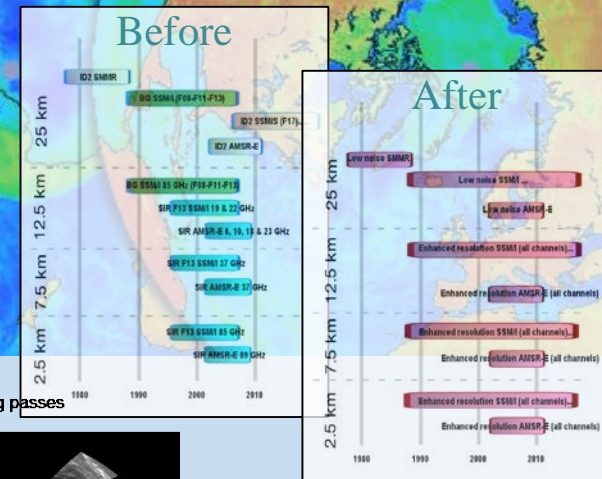 Before
ID2 SMMR
BG SSM/I (F08-F11-F13)
ID2 SSMIS (F17)...
ID2 AMSR-E
25 km
BG SSM/I 85 GHz (F08-F11-F13
SIR F13 SSM/I 19 & 22 GHz
SIR AMSR-E 6, 10, 18 & 23 GHz
12.5 km
SIR F13 SSM/I 37 GHz
SIR AMSR-E 37 GHz
7.5 km
SIR F13 SSM/I 85 GHz
SIR AMSR-E 89 GHz
2.5 km
1980 1990 2000 2010
g passes
After
Low noise SMMR
Low noise SSM/I ...
Low noise AMSR-E
25 km
Enhanced resolution SSM/I (all channels)...
Enhanced resolution AMSR-E (all channels)
12.5 km
Enhanced resolution SSM/I (all channels)...
Enhanced resolution AMSR-E (all channels)
7.5 km
Enhanced resolution SSM/I (all channels)...
Enhanced resolution AMSR-E (all channels)
2.5 km
1980 1990 2000 2010